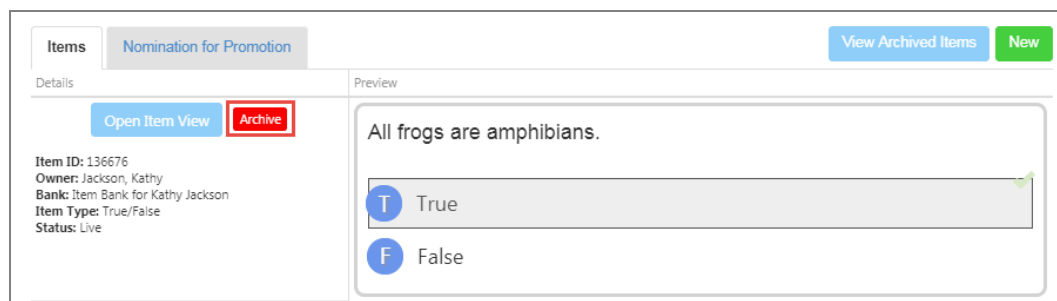 Items
Nomination for Promotion
View Archived Items
New
Details
Preview
Open Item View
Archive
Item ID: 136676
Owner: Jackson, Kathy
Bank: Item Bank for Kathy Jackson
Item Type: True/False
Status: Live
All frogs are amphibians.
T True
F False